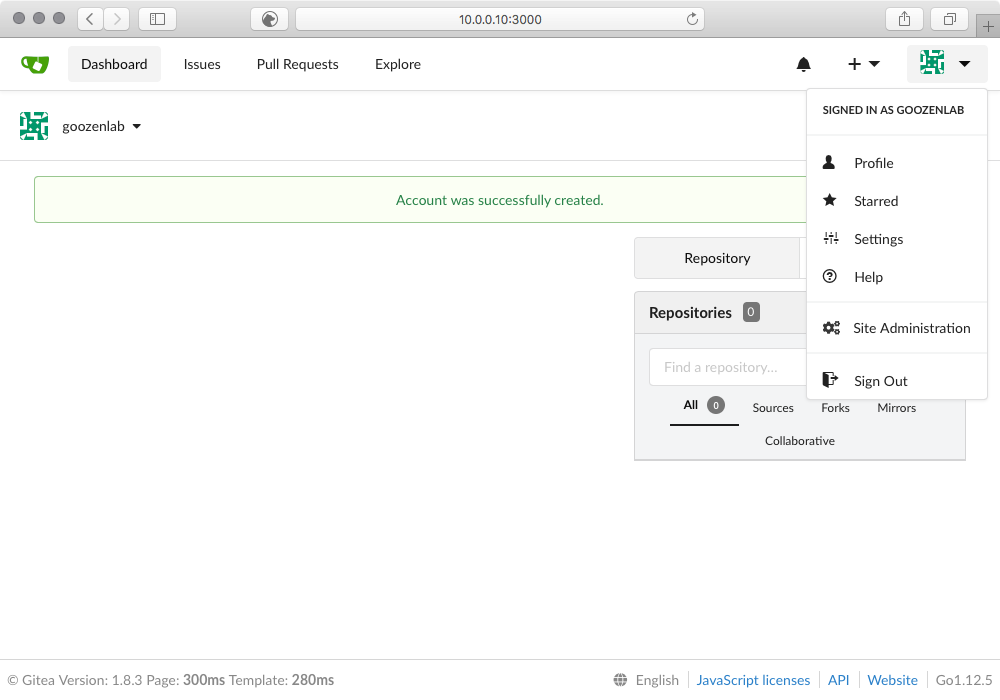 10.0.0.10:3000
Dashboard Issues Pull Requests Explore
SIGNED IN AS GOOZENLAB
goozenlab
Profile
Account was successfully created.
Starred
Settings
Repository
Help
Repositories 0
Site Administration
Find a repository...
Sign Out
All 0 Sources Forks Mirrors
Collaborative
© Gitea Version: 1.8.3 Page: 300ms Template: 280ms English JavaScript licenses API Website Go1.12.5